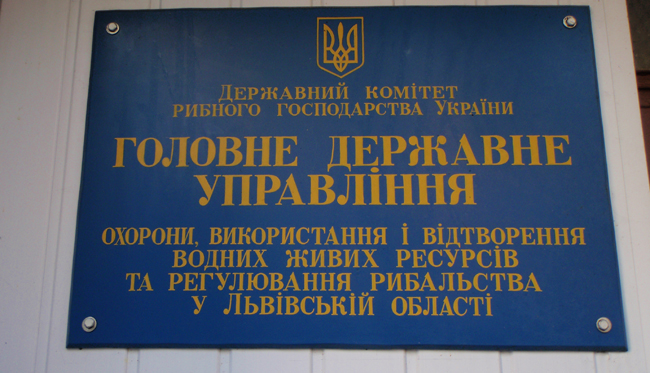 Державний комітет
рибного господарства України
ГОЛОВНЕ ДЕРЖАВНЕ
УПРАВЛІННЯ
охорони, використання і відтворення
водних живих ресурсів
та регулювання рибальства
у Львівській області